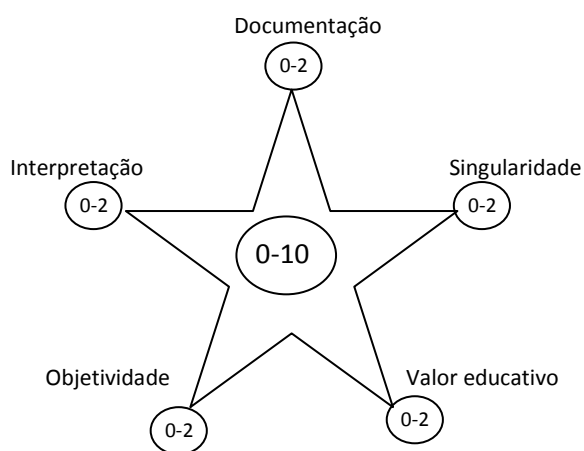 Documentação
0-2
Interpretação
Singularidade
0-2
0-2
0-10
Objetividade
Valor educativo
0-2
0-2